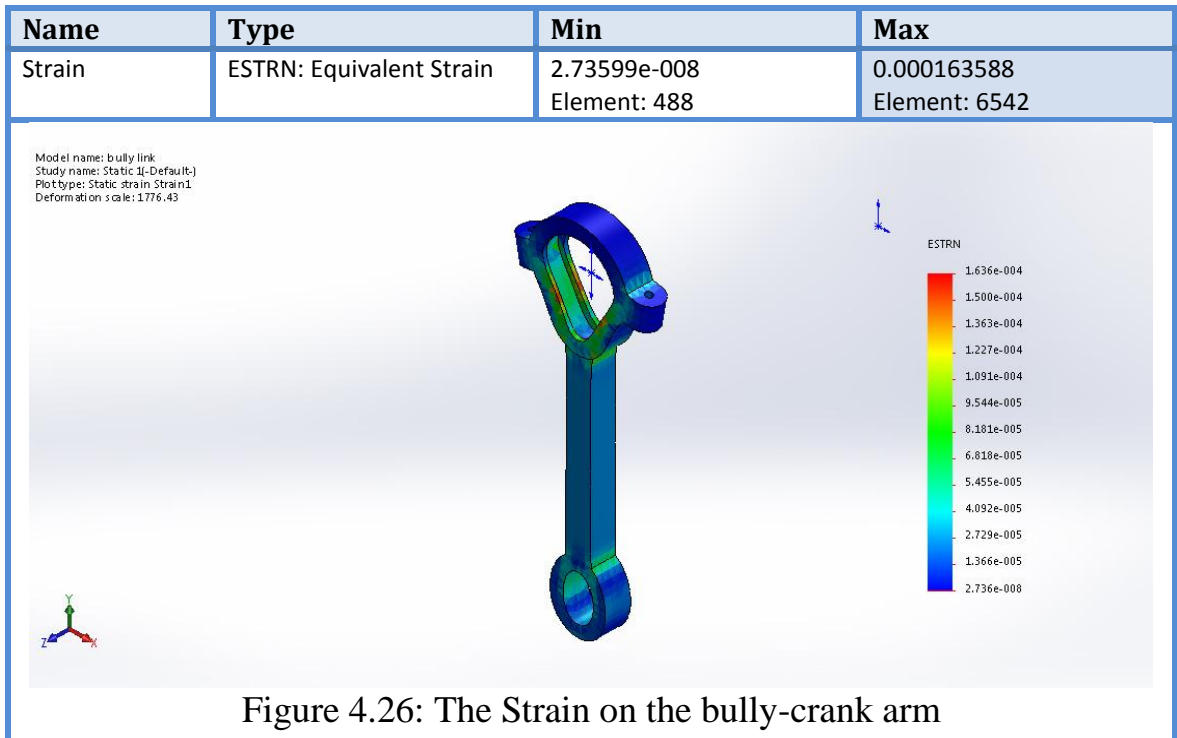 Name Type Min Max
Strain ESTRN: Equivalent Strain 2.73599e-008 0.000163588
Element: 488 Element: 6542
Model name: bully link
Study name: Static 1(-Default-)
Plot type: Static strain Strain1
Deformation scale: 1776.43
ESTRN
1.636e-004
1.500e-004
1.363e-004
1.227e-004
1.091e-004
9.544e-005
8.181e-005
6.818e-005
5.455e-005
4.092e-005
2.729e-005
1.366e-005
2.736e-008
Y
Z X
Figure 4.26: The Strain on the bully-crank arm